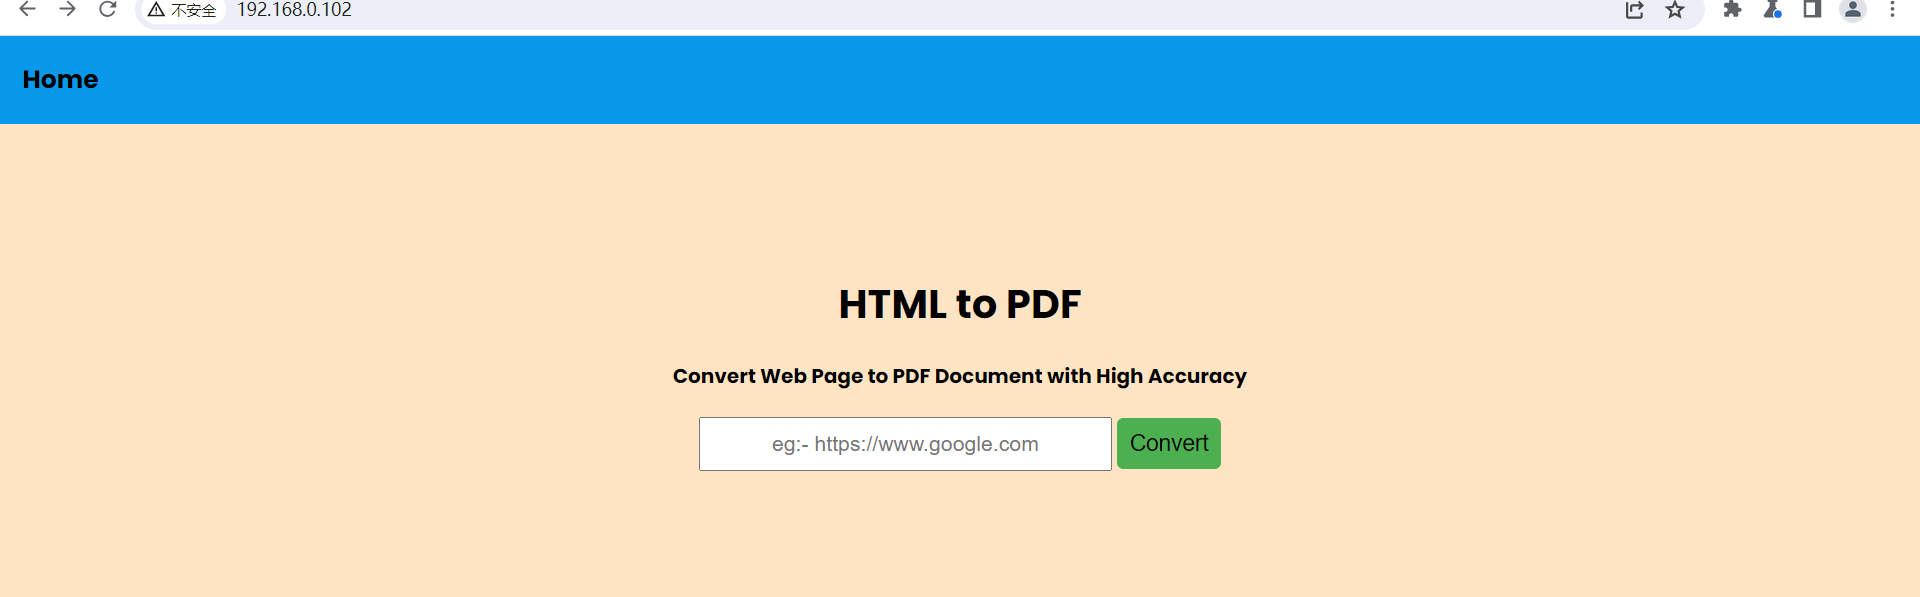 不安全 192.168.0.102
Home
HTML to PDF
Convert Web Page to PDF Document with High Accuracy
eg:- https://www.google.com Convert